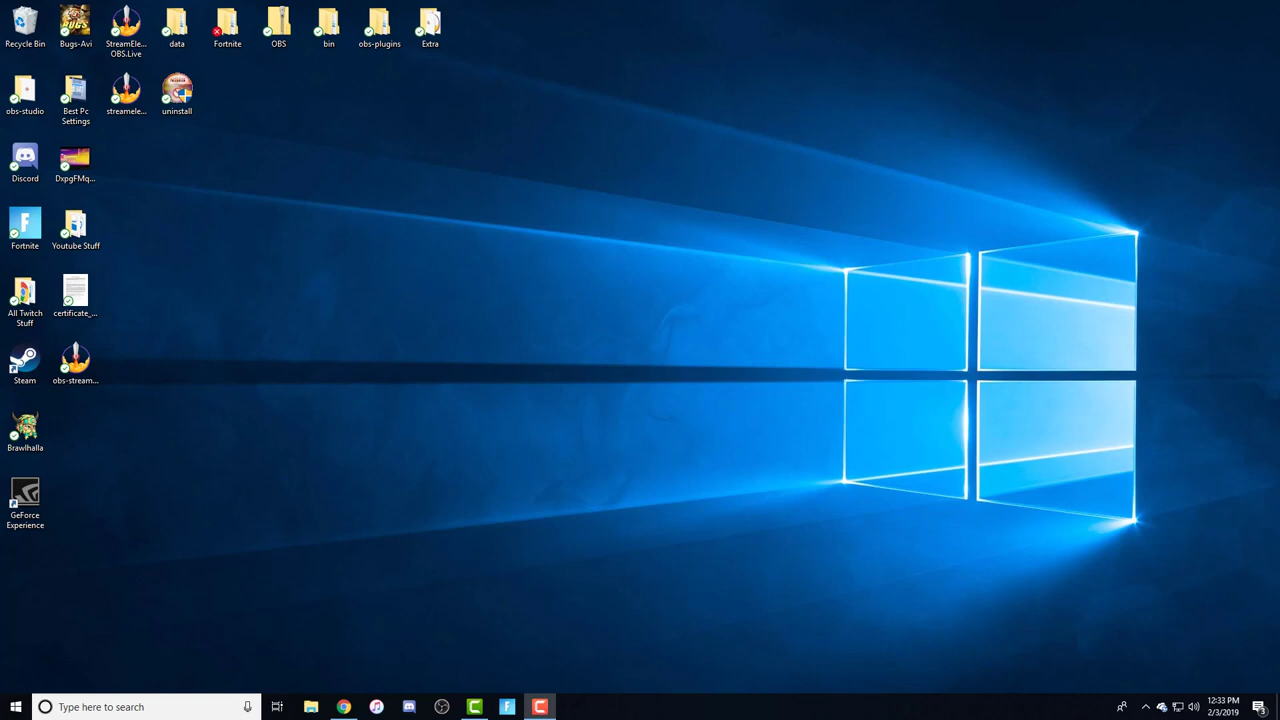 Recycle Bin
Bugs-Avi
StreamEle...
OBS.Live
data
Fortnite
OBS
bin
obs-plugins
Extra
obs-studio
Best Pc
Settings
streamele...
uninstall
Discord
DxpgFMq...
Fortnite
Youtube Stuff
All Twitch
Stuff
certificate_...
Steam
obs-stream...
Brawlhalla
GeForce
Experience
Type here to search
12:33 PM
2/3/2019
3